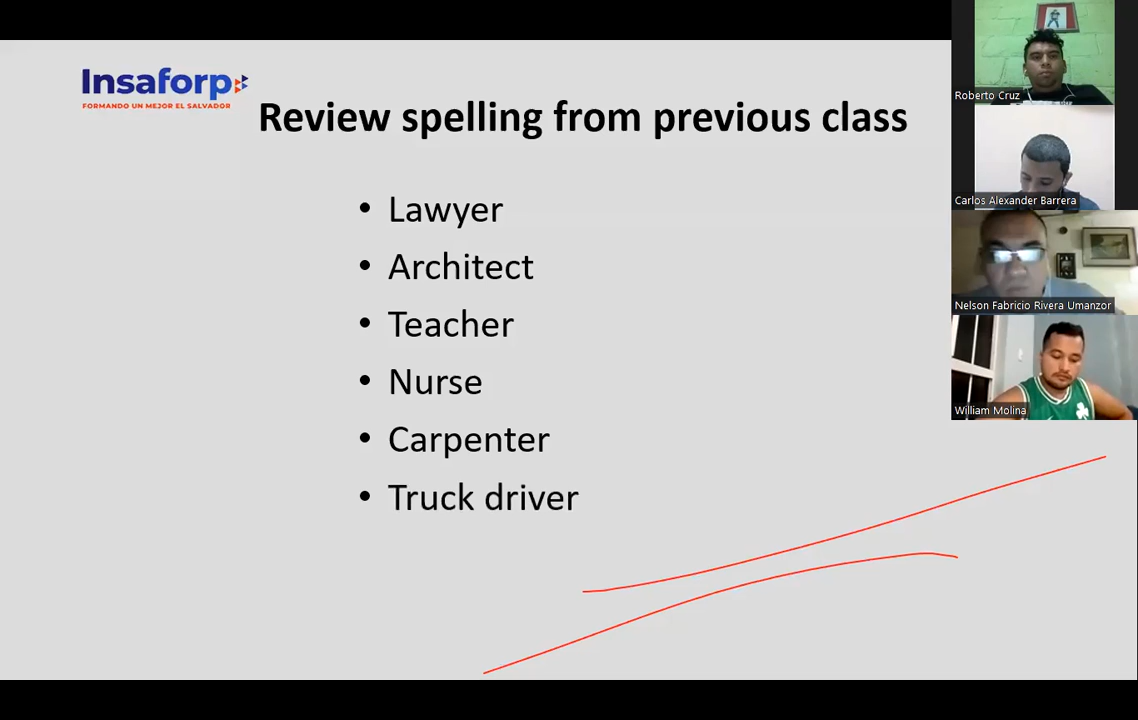 Insaforp
FORMANDO UN MEJOR EL SALVADOR
Review spelling from previous class
• Lawyer
• Architect
• Teacher
• Nurse
• Carpenter
• Truck driver
Roberto Cruz
Carlos Alexander Barrera
Nelson Fabricio Rivera Umanzor
William Molina